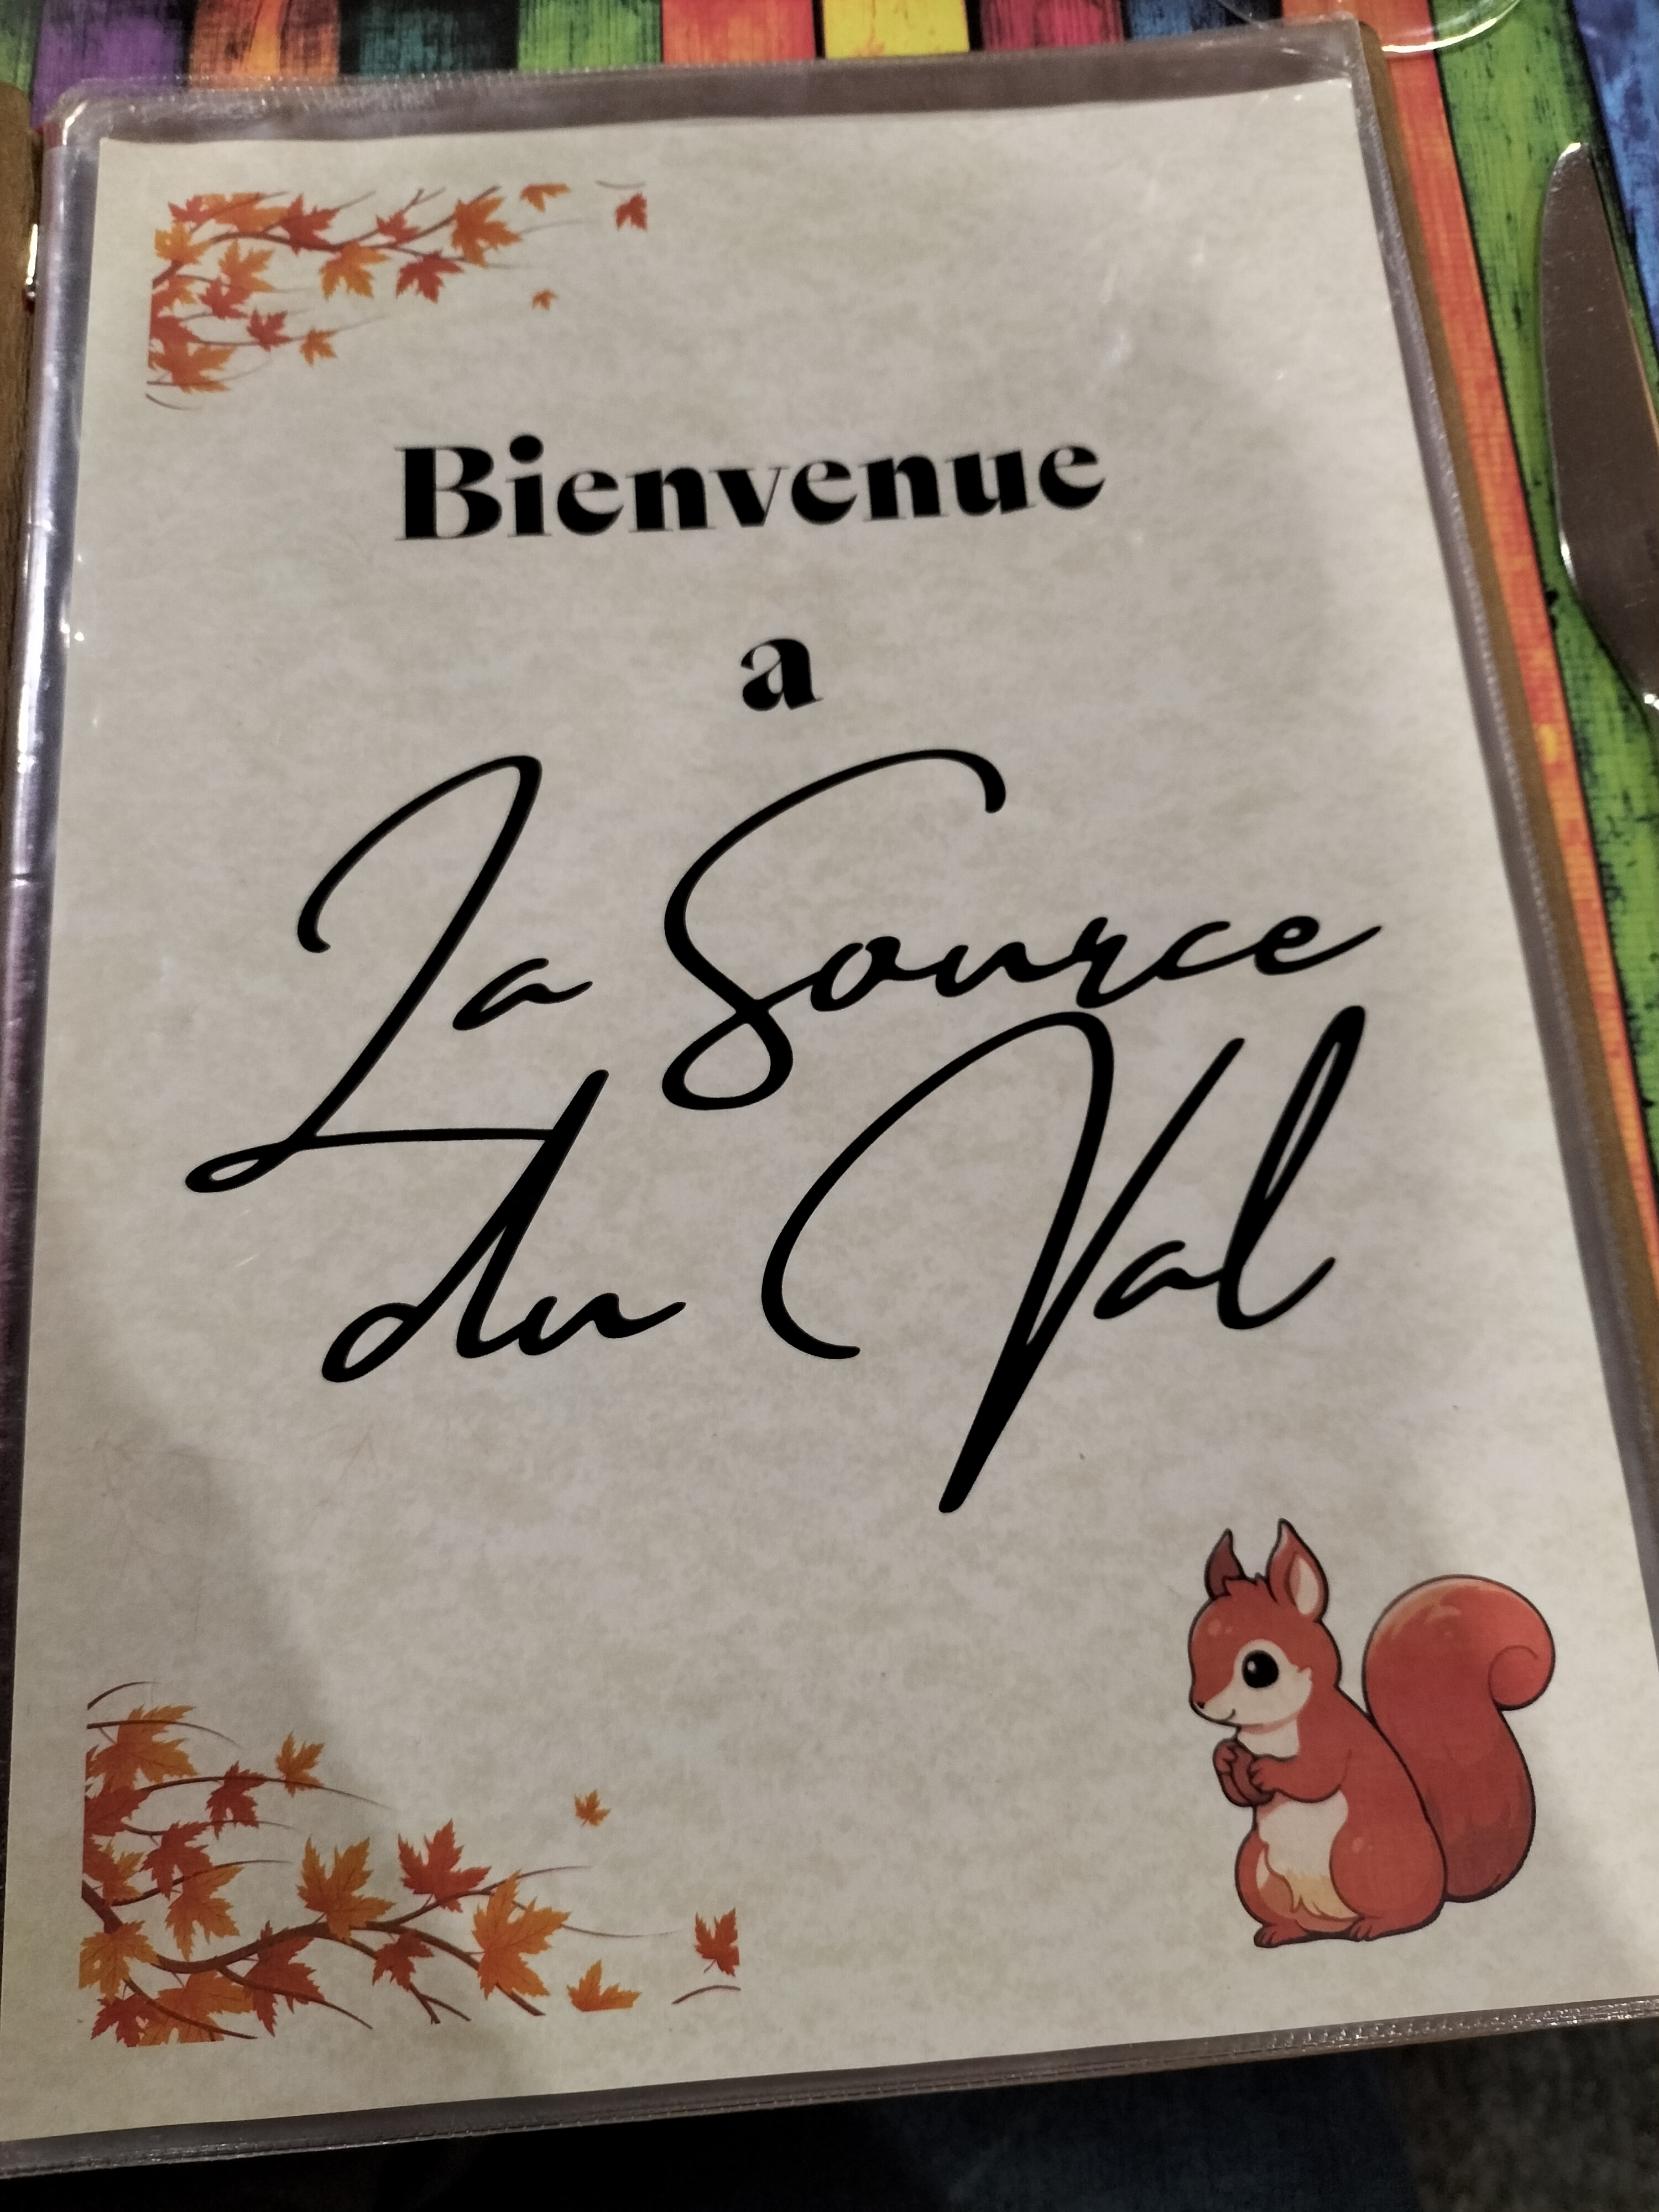 Bienvenue
a
La Source
du Val